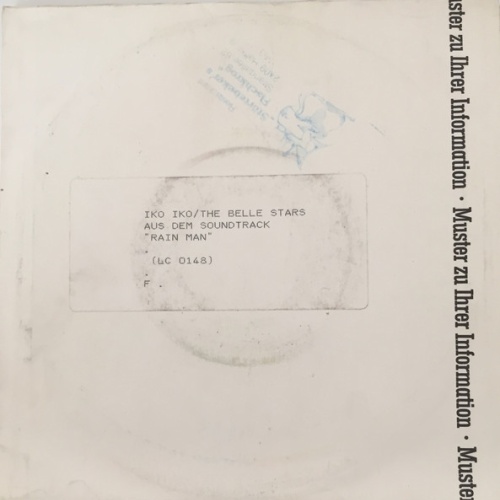 IKO IKO/THE BELLE STARS
AUS DEM SOUNDTRACK
"RAIN MAN"
.
(LC 0148)
.
F .
Muster zu Ihrer Information · Muster zu Ihrer Information · Muster